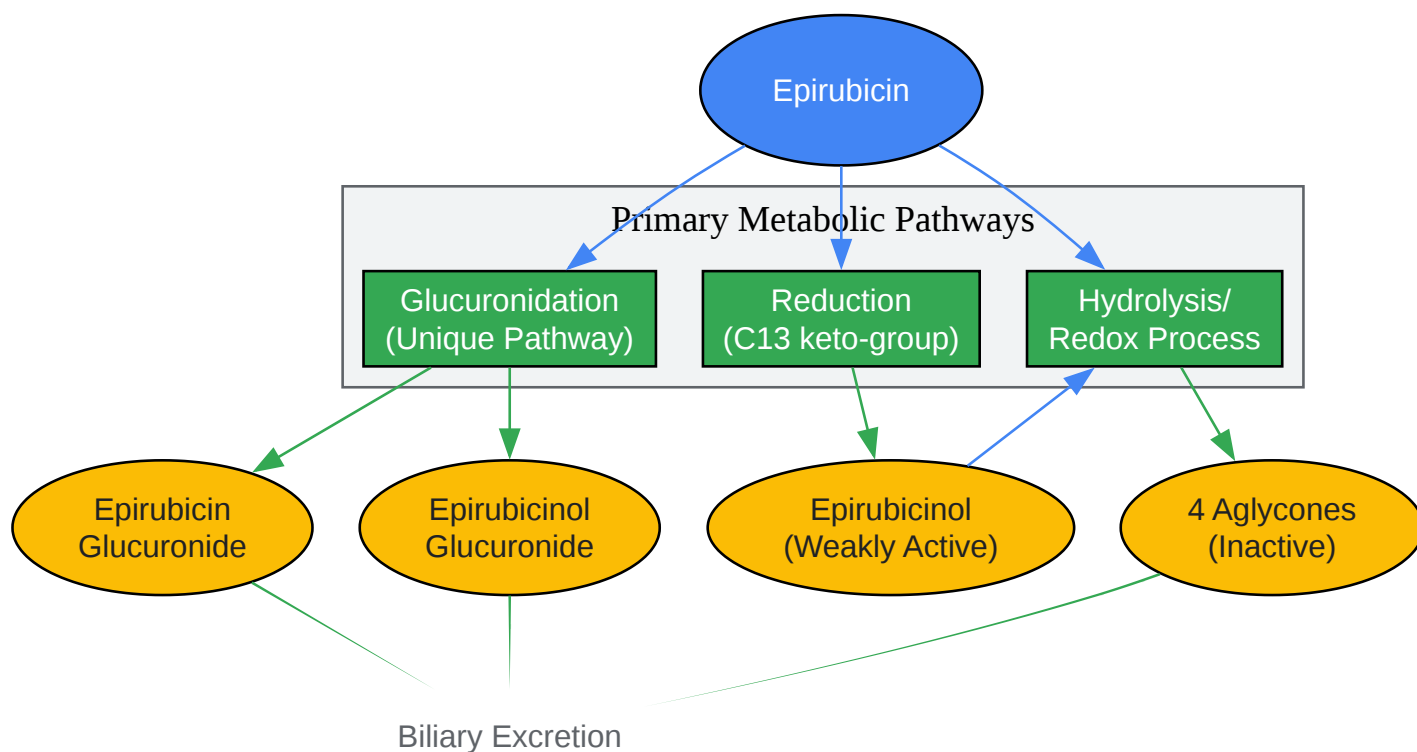 Epirubicin
Primary Metabolic Pathways
Glucuronidation
(Unique Pathway)
Reduction
(C13 keto-group)
Hydrolysis/
Redox Process
Epirubicin
Glucuronide
Epirubicinol
Glucuronide
Epirubicinol
(Weakly Active)
4 Aglycones
(Inactive)
Biliary Excretion